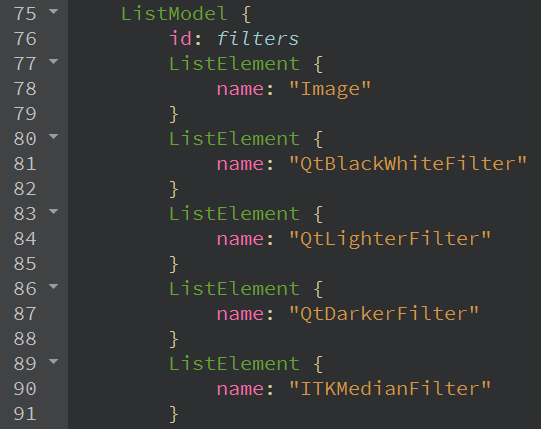 75 ListModel {
76 id: filters
77 ListElement {
78 name: "Image"
79 }
80 ListElement {
81 name: "QtBlackWhiteFilter"
82 }
83 ListElement {
84 name: "QtLighterFilter"
85 }
86 ListElement {
87 name: "QtDarkerFilter"
88 }
89 ListElement {
90 name: "ITKMedianFilter"
91 }